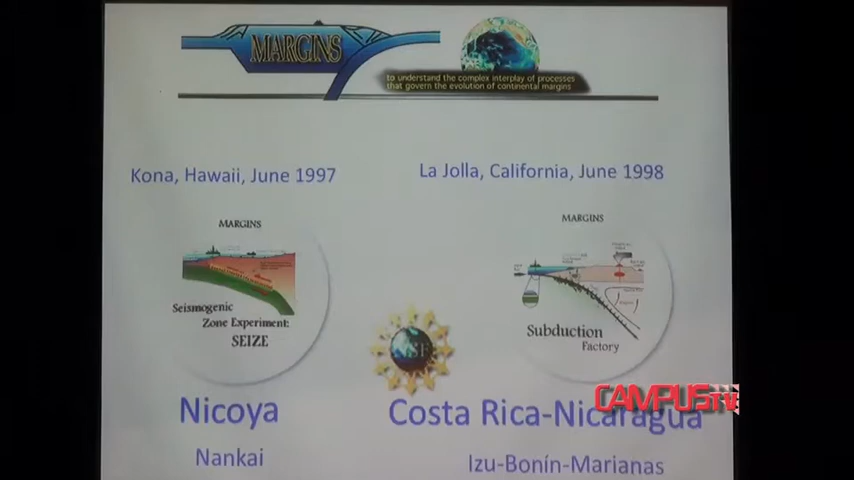 MARGINS
to understand the complex interplay of processes
that govern the evolution of continental margins
Kona, Hawaii, June 1997
La Jolla, California, June 1998
MARGINS
Seismogenic
Zone Experiment:
SEIZE
MARGINS
Subduction
Factory
NSF
Nicoya
Nankai
Costa Rica-Nicaragua
Izu-Bonín-Marianas
CAMPUSTV